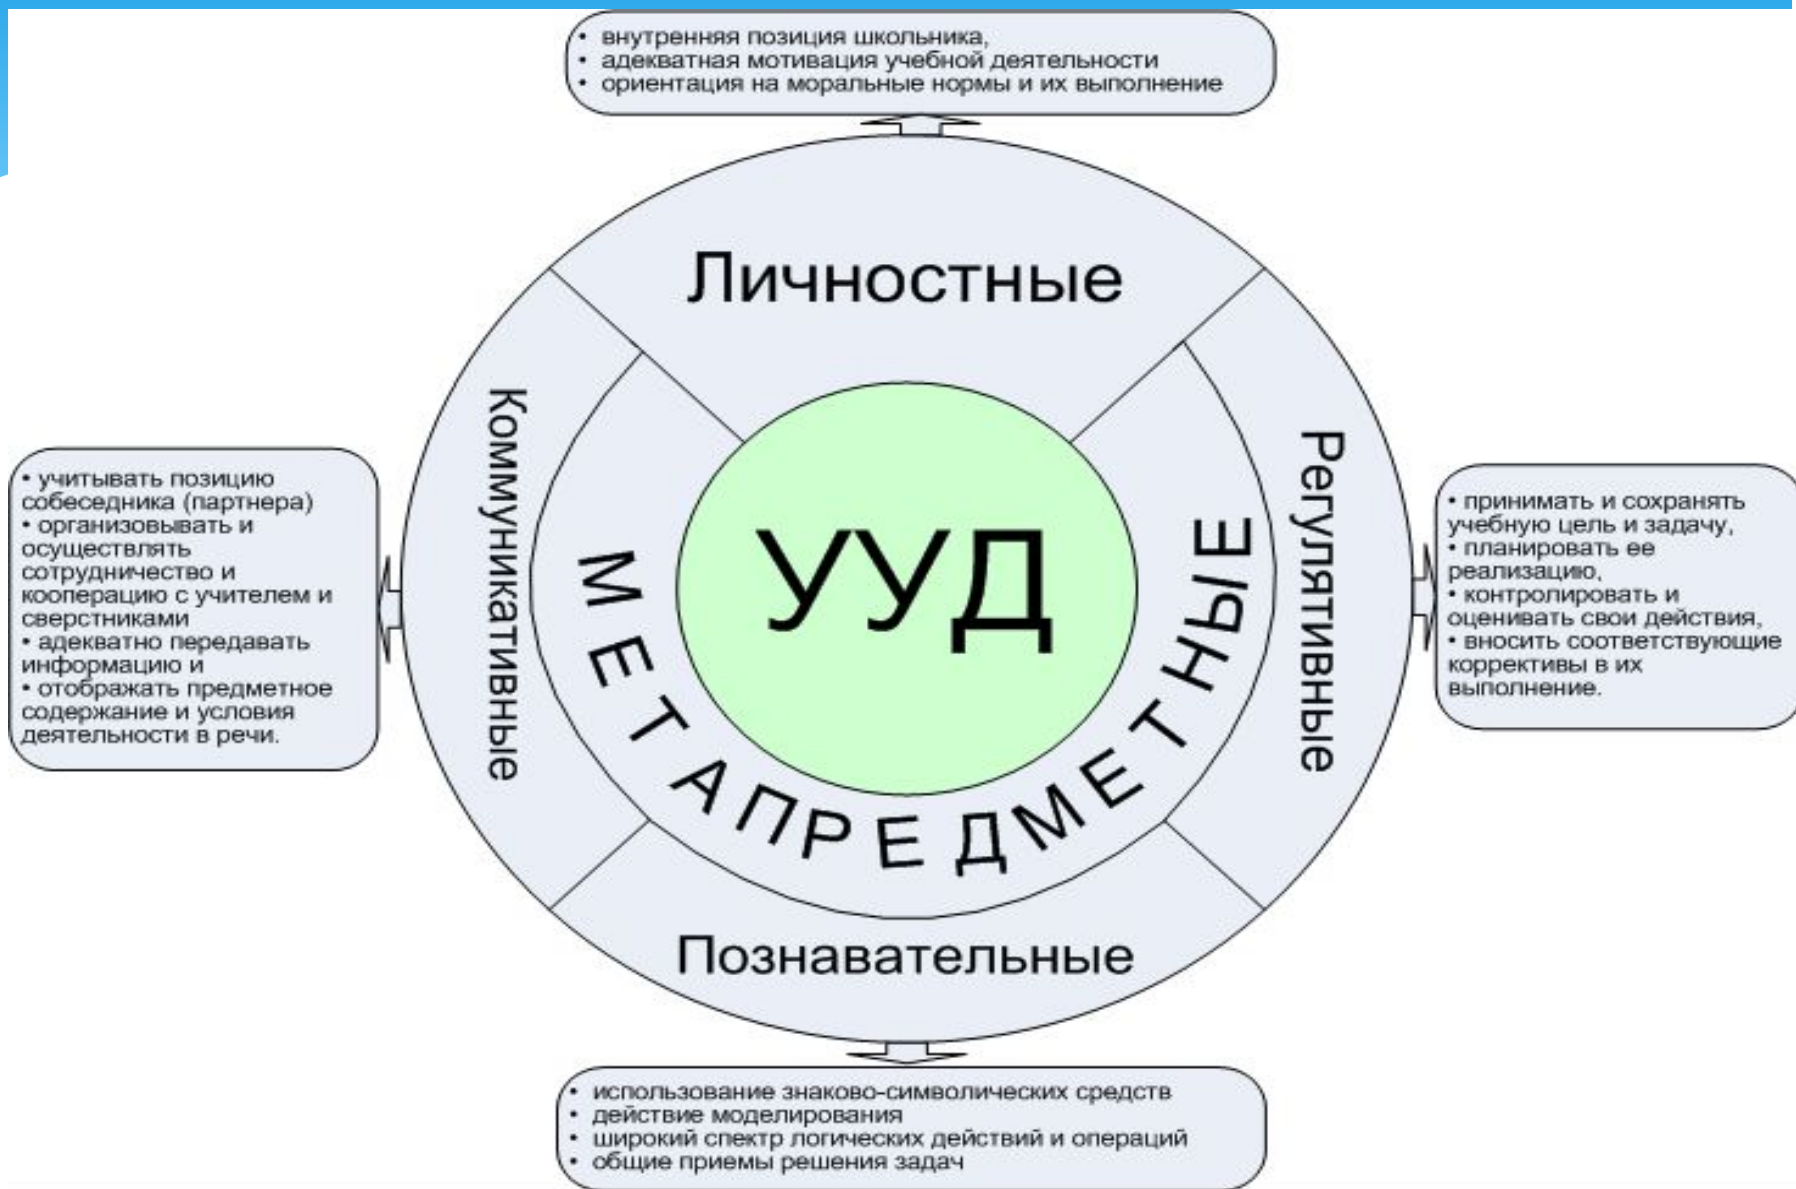 • внутренняя позиция школьника,
• адекватная мотивация учебной деятельности
• ориентация на моральные нормы и их выполнение
Личностные
Коммуникативные
• учитывать позицию
собеседника (партнера)
• организовывать и
осуществлять
сотрудничество и
кооперацию с учителем и
сверстниками
• адекватно передавать
информацию и
• отображать предметное
содержание и условия
деятельности в речи.
УУД
МЕТАПРЕДМЕТНЫЕ
Регулятивные
• принимать и сохранять
учебную цель и задачу,
• планировать ее
реализацию,
• контролировать и
оценивать свои действия,
• вносить соответствующие
коррективы в их
выполнение.
Познавательные
• использование знаково-символических средств
• действие моделирования
• широкий спектр логических действий и операций
• общие приемы решения задач